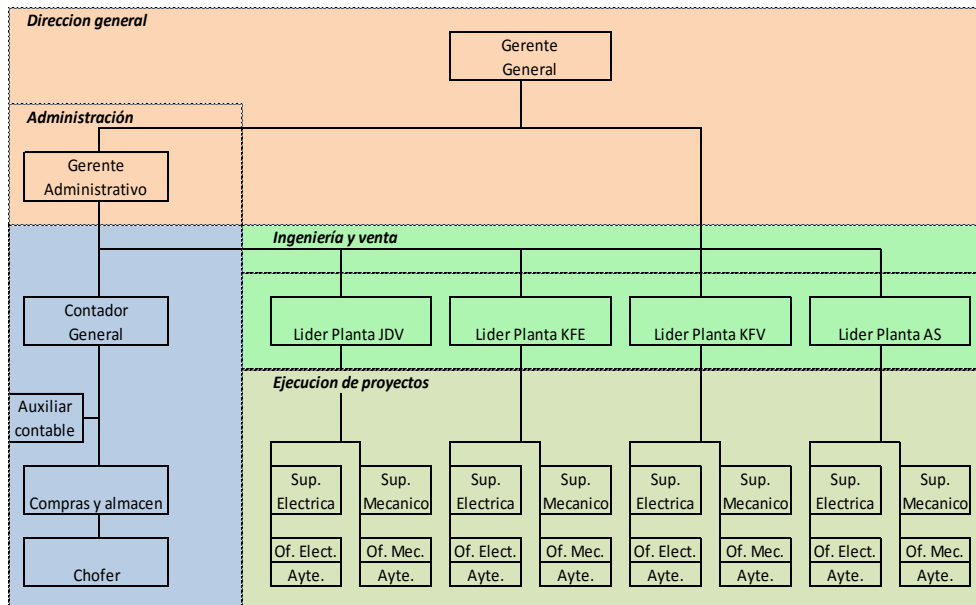 Direccion general
Gerente
General
Administración
Gerente
Administrativo
Ingeniería y venta
Contador
General
Lider Planta JDV
Lider Planta KFE
Lider Planta KFV
Lider Planta AS
Ejecucion de proyectos
Auxiliar
contable
Sup.
Electrica
Sup.
Mecanico
Sup.
Electrica
Sup.
Mecanico
Sup.
Electrica
Sup.
Mecanico
Sup.
Electrica
Sup.
Mecanico
Compras y almacen
Of. Elect.
Ayte.
Of. Mec.
Ayte.
Of. Elect.
Ayte.
Of. Mec.
Ayte.
Of. Elect.
Ayte.
Of. Mec.
Ayte.
Of. Elect.
Ayte.
Of. Mec.
Ayte.
Chofer